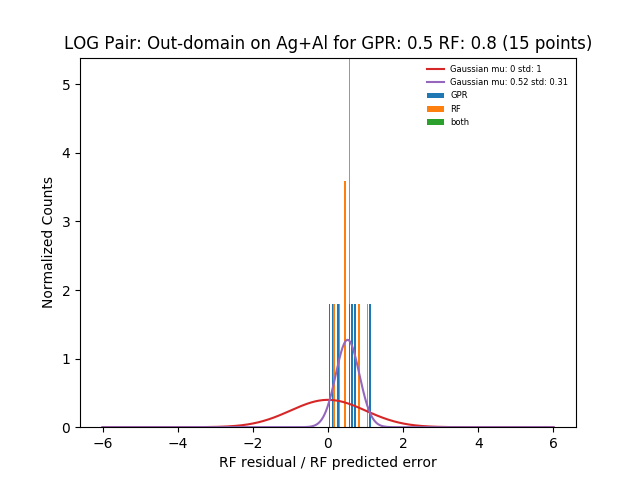 LOG Pair: Out-domain on Ag+Al for GPR: 0.5 RF: 0.8 (15 points)
Gaussian mu: 0 std: 1
Gaussian mu: 0.52 std: 0.31
GPR
RF
both
Normalized Counts
5
4
3
2
1
0
−6 −4 −2 0 2 4 6
RF residual / RF predicted error